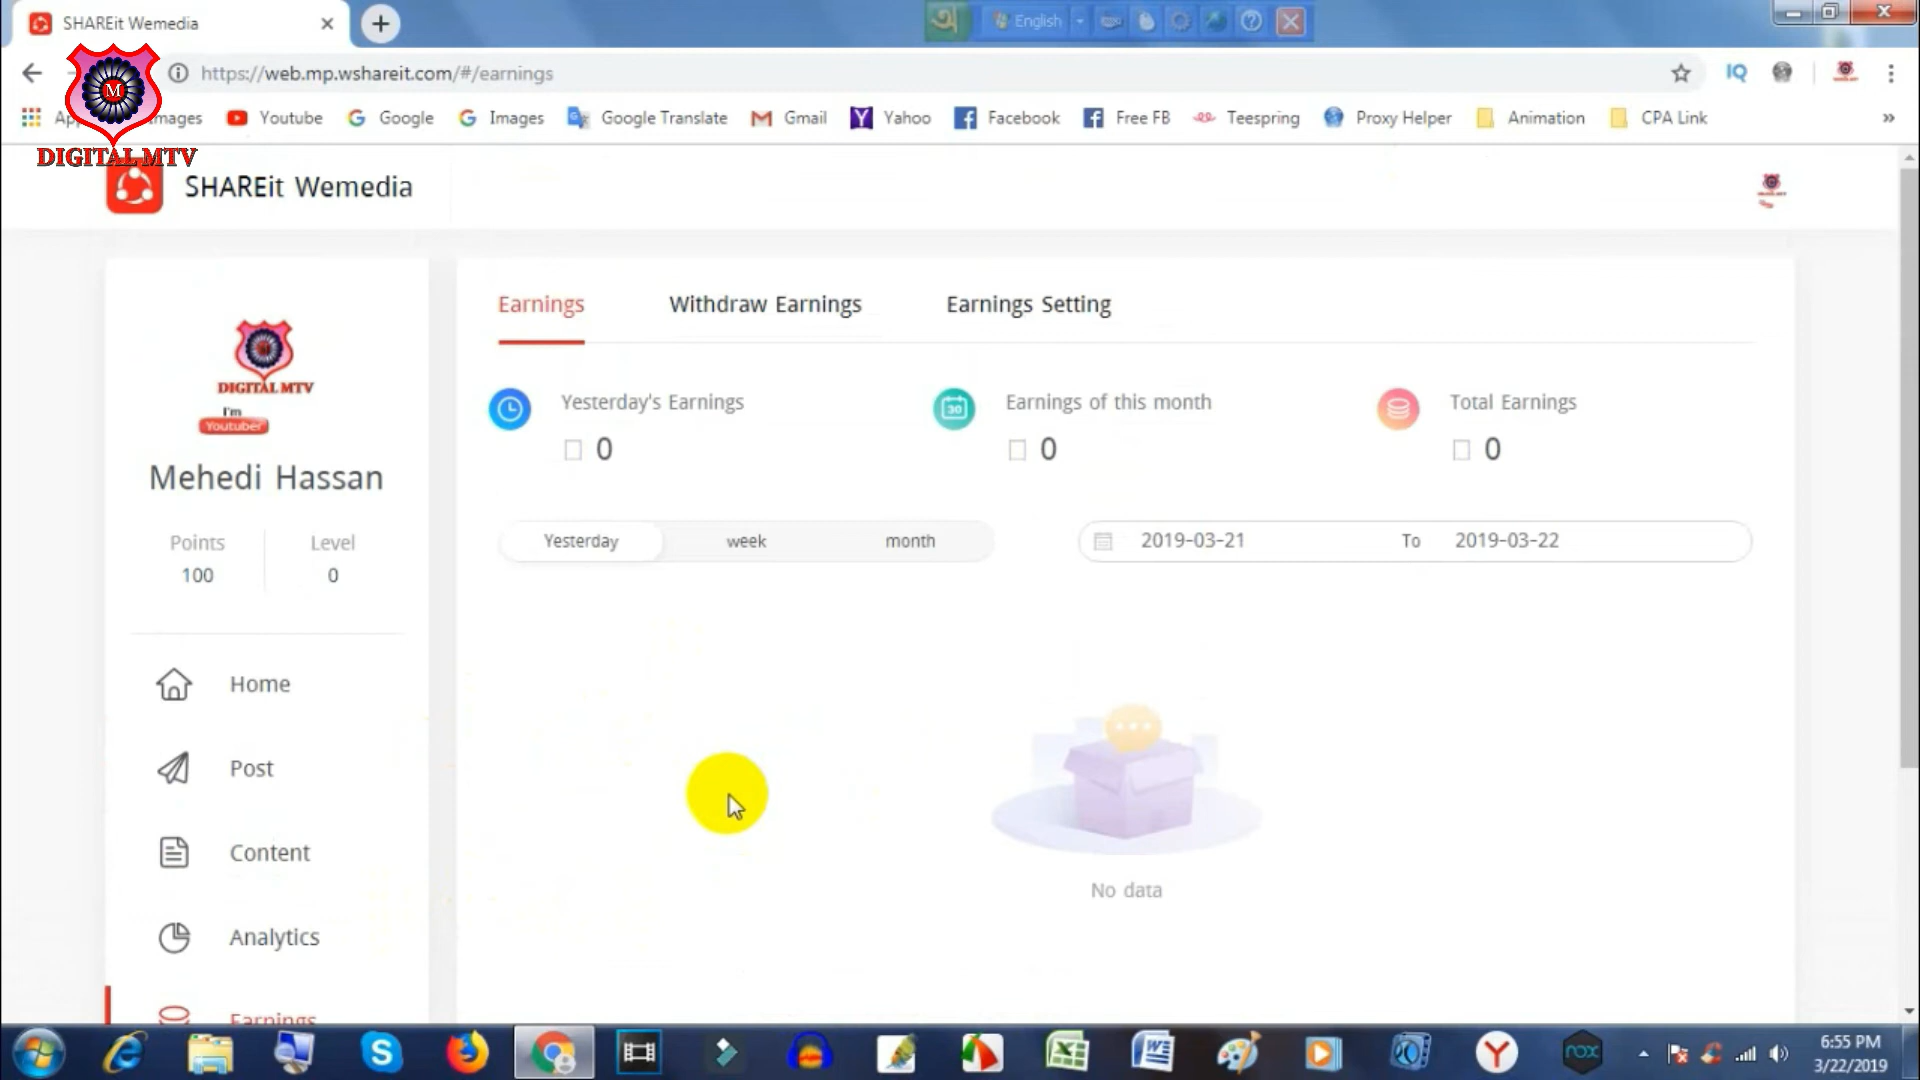 SHAREit Wemedia
অ
English
https://web.mp.wshareit.com/#/earnings
IQ
Images Youtube Google Images Google Translate Gmail Yahoo Facebook Free FB Teespring Proxy Helper Animation CPA Link »
M
DIGITAL MTV
SHAREit Wemedia
DIGITAL MTV
I'm
Youtuber
Mehedi Hassan
Points Level
100 0
Home
Post
Content
Analytics
Earnings
Earnings Withdraw Earnings Earnings Setting
Yesterday's Earnings Earnings of this month Total Earnings
0 30 0 0
Yesterday week month 2019-03-21 To 2019-03-22
No data
nox
6:55 PM
3/22/2019